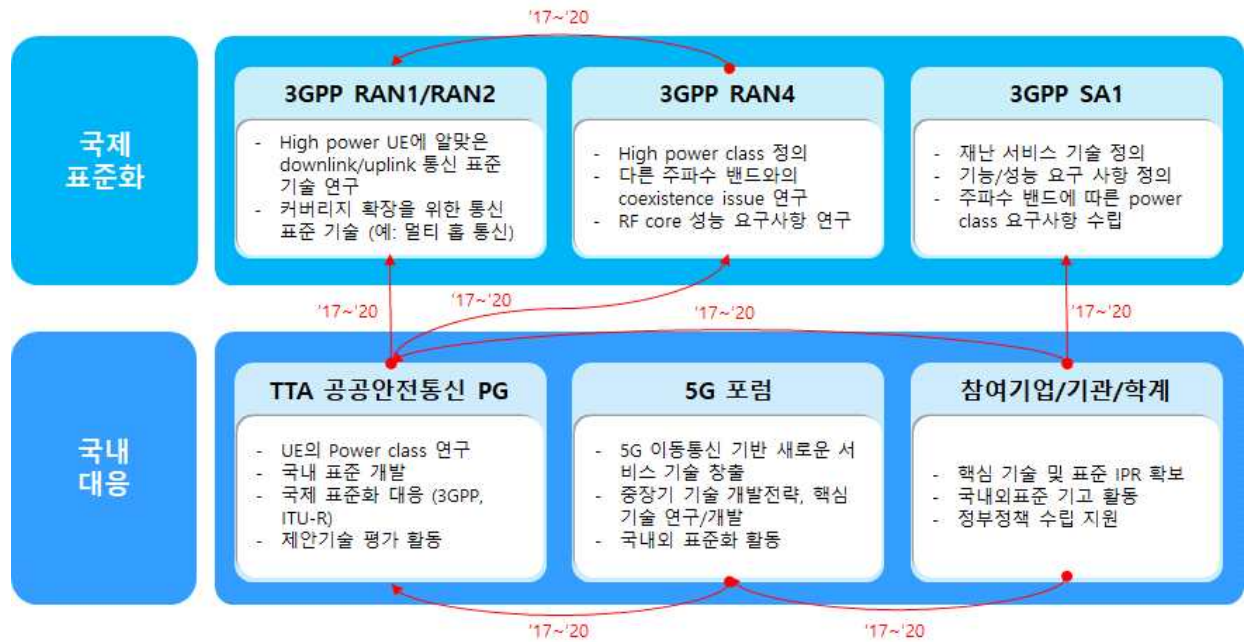 '17~'20
국제
표준화
3GPP RAN1/RAN2
- High power UE에 알맞은
downlink/uplink 통신 표준
기술 연구
- 커버리지 확장을 위한 통신
표준 기술 (예: 멀티 홉 통신)
3GPP RAN4
- High power class 정의
- 다른 주파수 밴드와의
coexistence issue 연구
- RF core 성능 요구사항 연구
3GPP SA1
- 재난 서비스 기술 정의
- 기능/성능 요구 사항 정의
- 주파수 밴드에 따른 power
class 요구사항 수립
'17~'20
'17~'20
'17~'20
'17~'20
국내
대응
TTA 공공안전통신 PG
- UE의 Power class 연구
- 국내 표준 개발
- 국제 표준화 대응 (3GPP,
ITU-R)
- 제안기술 평가 활동
5G 포럼
- 5G 이동통신 기반 새로운 서
비스 기술 창출
- 중장기 기술 개발전략, 핵심
기술 연구/개발
- 국내외 표준화 활동
참여기업/기관/학계
- 핵심 기술 및 표준 IPR 확보
- 국내외표준 기고 활동
- 정부정책 수립 지원
'17~'20
'17~'20